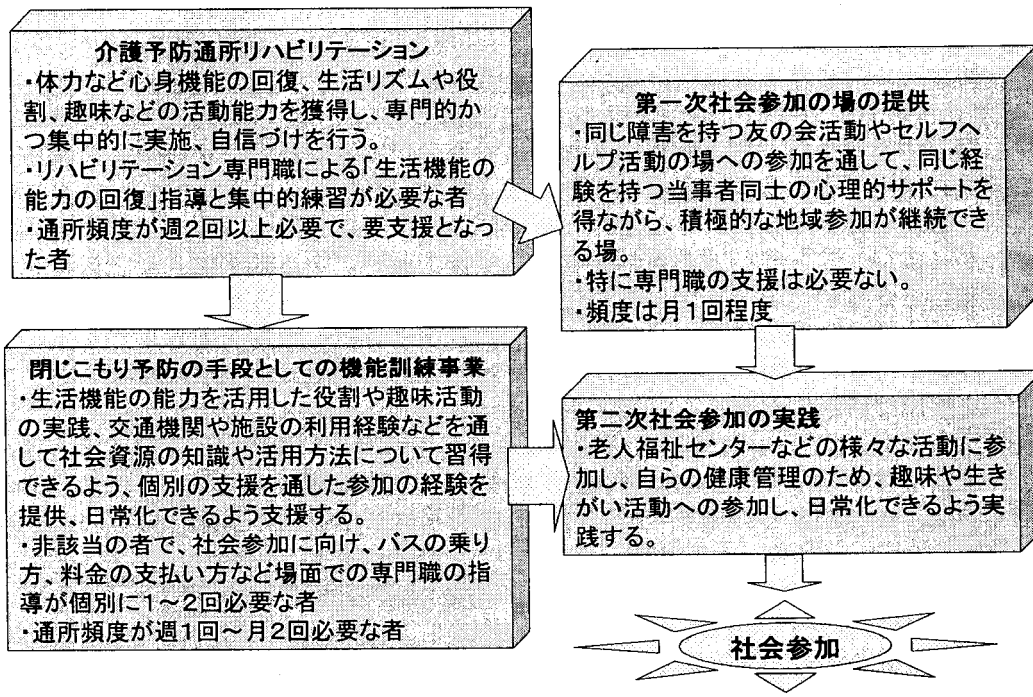 介護予防通所リハビリテーション
・体力など心身機能の回復、生活リズムや役
割、趣味などの活動能力を獲得し、専門的か
つ集中的に実施、自信づけを行う。
・リハビリテーション専門職による「生活機能の
能力の回復」指導と集中的練習が必要な者
・通所頻度が週2回以上必要で、要支援となっ
た者
第一次社会参加の場の提供
・同じ障害を持つ友の会活動やセルフヘ
ルプ活動の場への参加を通して、同じ経
験を持つ当事者同士の心理的サポートを
得ながら、積極的な地域参加が継続でき
る場。
・特に専門職の支援は必要ない。
・頻度は月1回程度
閉じこもり予防の手段としての機能訓練事業
・生活機能の能力を活用した役割や趣味活動
の実践、交通機関や施設の利用経験などを通
して社会資源の知識や活用方法について習得
できるよう、個別の支援を通した参加の経験を
提供、日常化できるよう支援する。
・非該当の者で、社会参加に向け、バスの乗り
方、料金の支払い方など場面での専門職の指
導が個別に1~2回必要な者
・通所頻度が週1回~月2回必要な者
第二次社会参加の実践
・老人福祉センターなどの様々な活動に参
加し、自らの健康管理のため、趣味や生き
がい活動への参加し、日常化できるよう実
践する。
社会参加